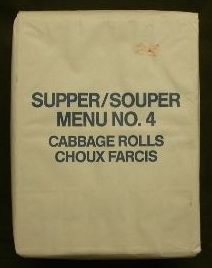 SUPPER/SOUPER
MENU NO. 4
CABBAGE ROLLS
CHOUX FARCIS